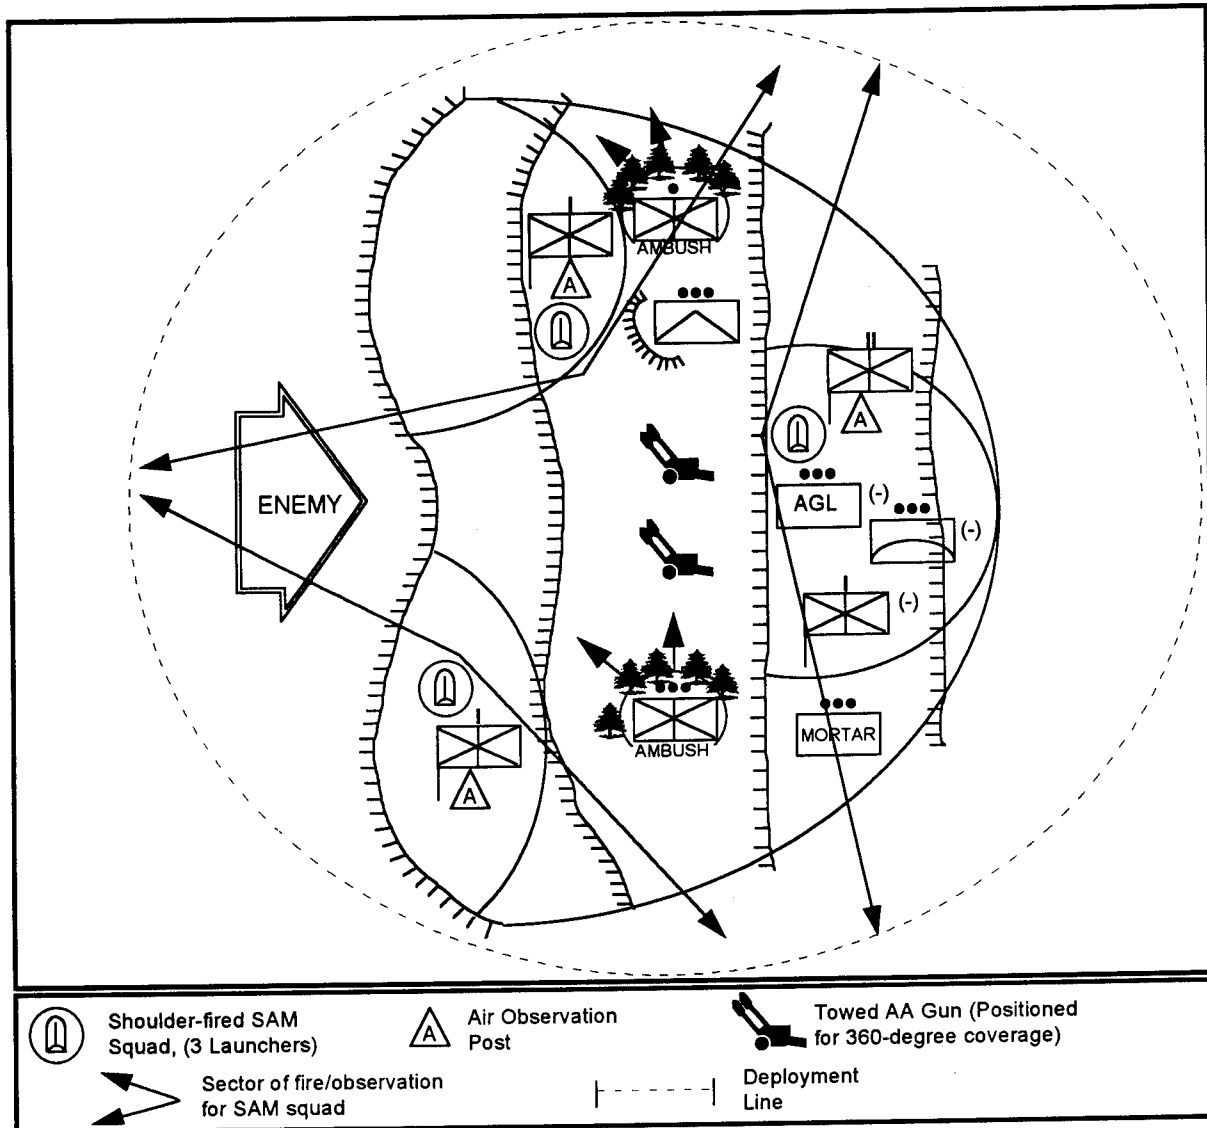 AMBUSH
A
A
ENEMY
AGL
(-)
(-)
(-)
MORTAR
AMBUSH
A
Shoulder-fired SAM
Squad, (3 Launchers)
A
Air Observation
Post
Towed AA Gun (Positioned
for 360-degree coverage)
Sector of fire/observation
for SAM squad
Deployment
Line